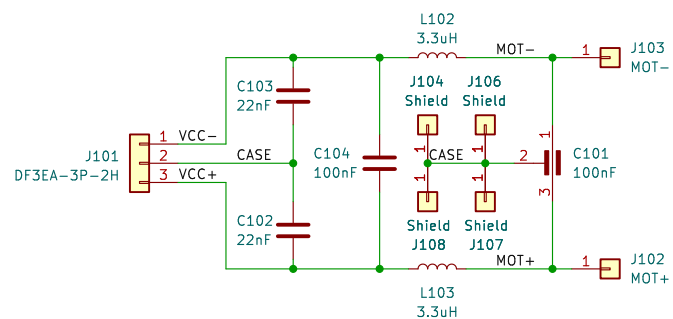 L102
3.3uH
MOT-
1
J103
MOT-
C103
22nF
J104
Shield
J106
Shield
1
1
1
J101
DF3EA-3P-2H
1
VCC-
2
CASE
3
VCC+
C104
100nF
CASE
2
C101
100nF
1
1
3
C102
22nF
Shield
J108
Shield
J107
MOT+
1
J102
MOT+
L103
3.3uH